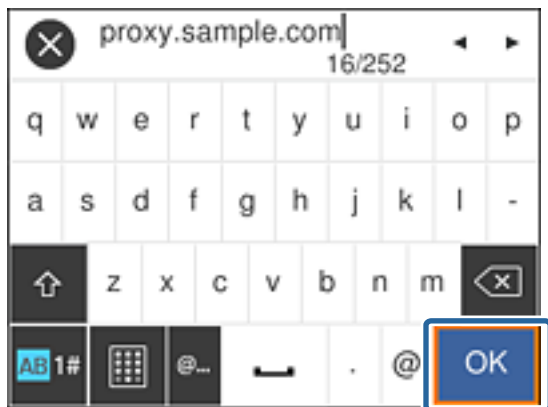 proxy.sample.com
16/252
q w e r t y u i o p
a s d f g h j k l -
z x c v b n m
AB 1# @... . @ OK